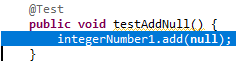 @Test
public void testAddNull() {
integerNumber1.add(null);
}